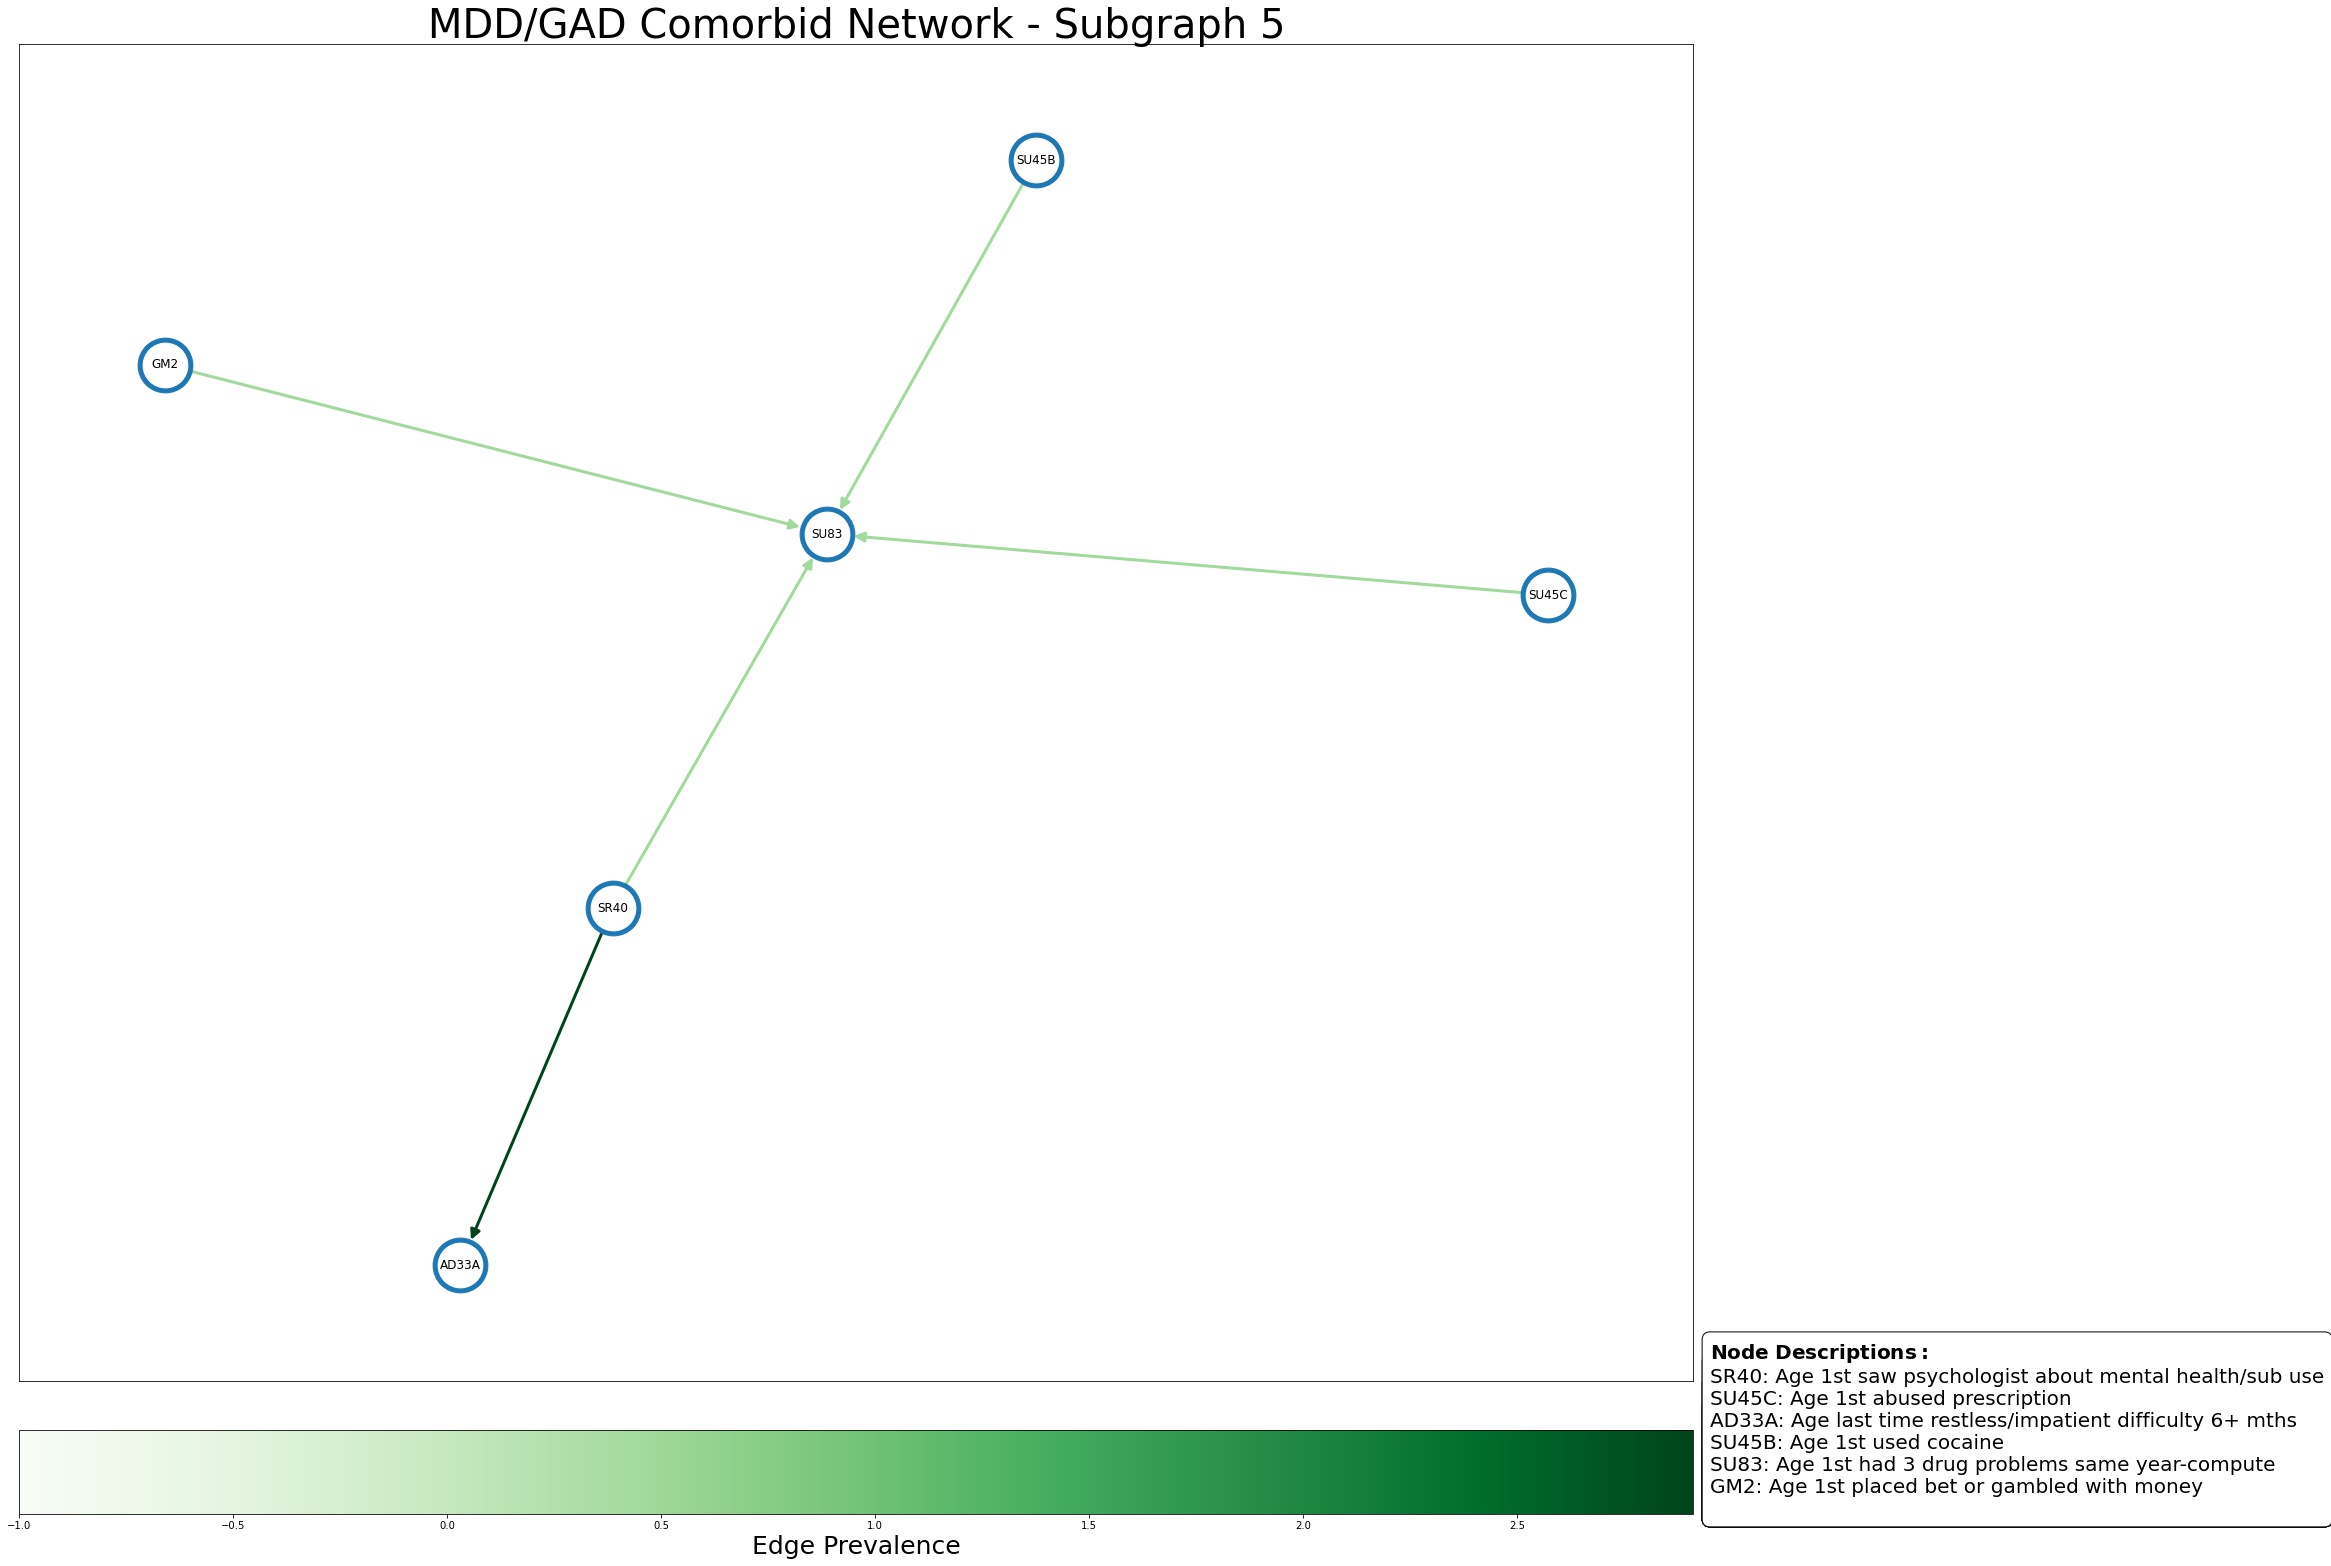 MDD/GAD Comorbid Network - Subgraph 5
SU45B
GM2
SU83
SU45C
SR40
AD33A
Node Descriptions:
SR40: Age 1st saw psychologist about mental health/sub use
SU45C: Age 1st abused prescription
AD33A: Age last time restless/impatient difficulty 6+ mths
SU45B: Age 1st used cocaine
SU83: Age 1st had 3 drug problems same year-compute
GM2: Age 1st placed bet or gambled with money
−1.0 −0.5 0.0 0.5 1.0 1.5 2.0 2.5
Edge Prevalence